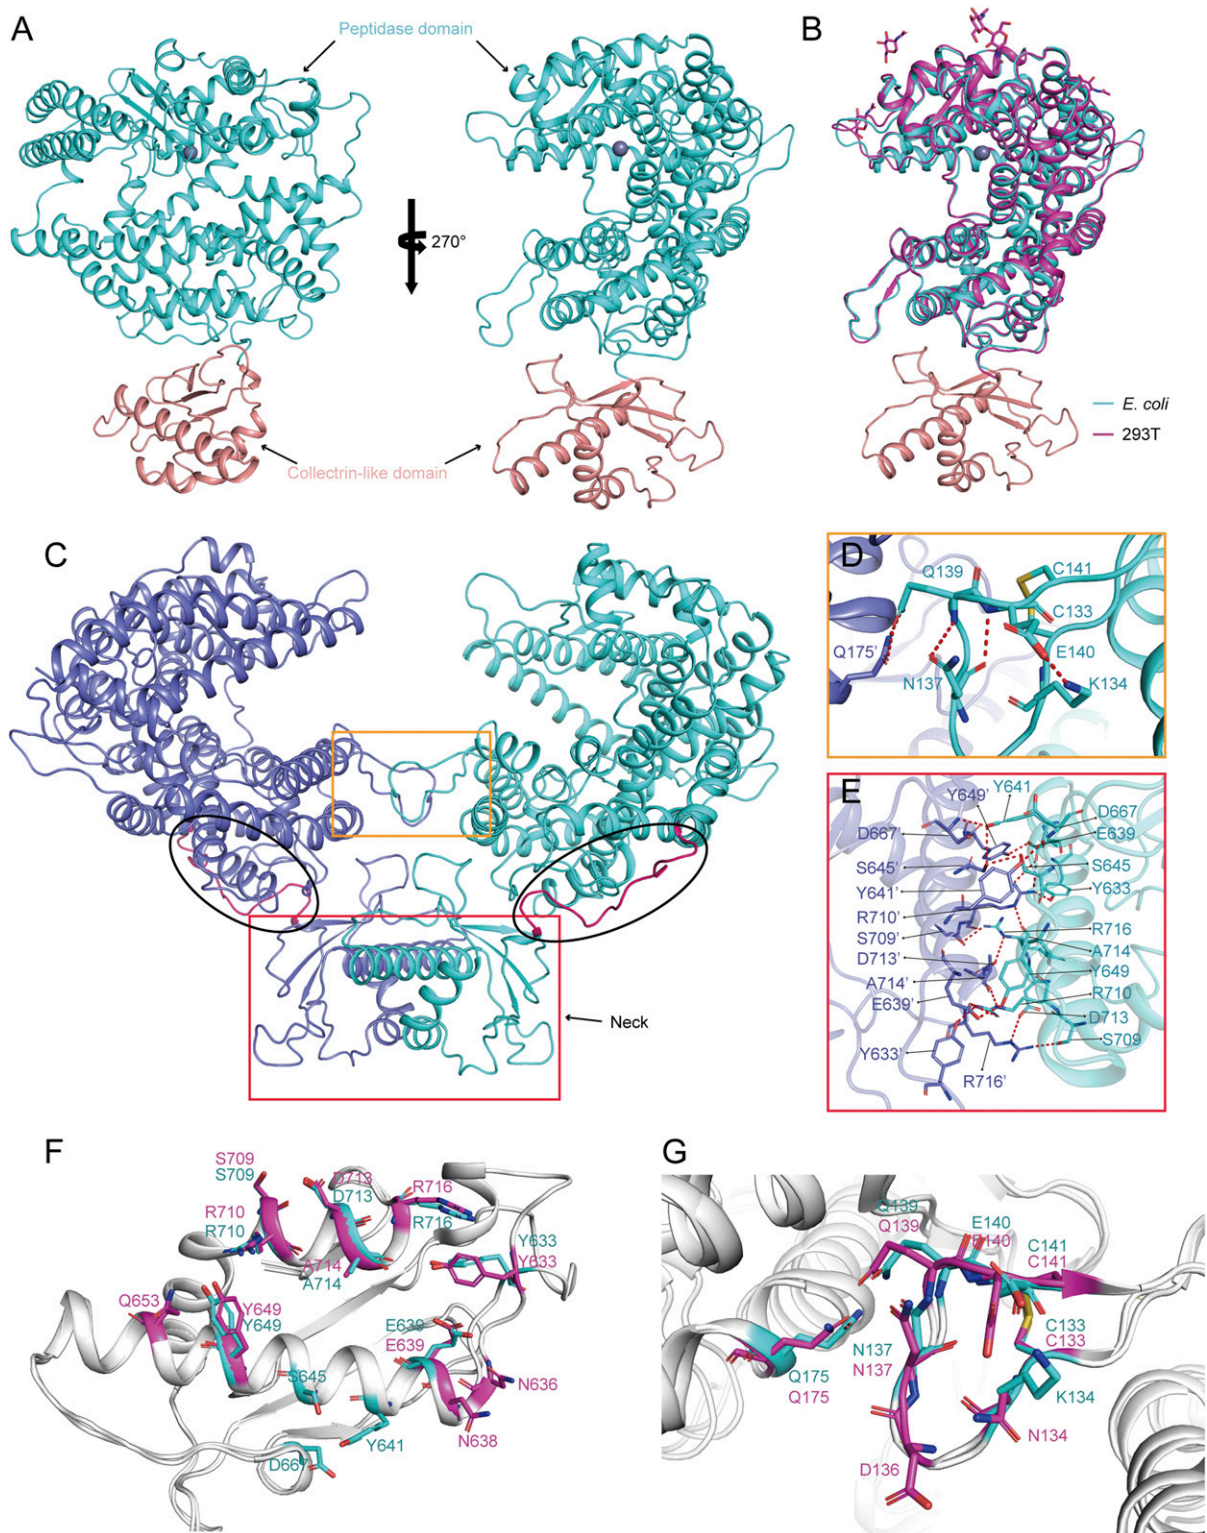 A
Peptidase domain
B
270°
E. coli
293T
Collectrin-like domain
C
D
Q139
C141
C133
Q175'
E140
N137
K134
E
Y649'
Y641
D667'
D667
E639
S645'
S645
Y641'
Y633
R710'
R716
S709'
A714
D713'
Y649
A714'
R710
E639'
D713
S709
Y633'
R716'
Neck
F
S709
S709
D713
D713
R716
R716
R710
R710
A714
A714
Y633
Y633
Q653
Y649
Y649
E639
E639
S645
N636
N638
Y641
D667
G
Q139
Q139
E140
E140
C141
C141
C133
C133
N137
N137
Q175
Q175
K134
N134
D136